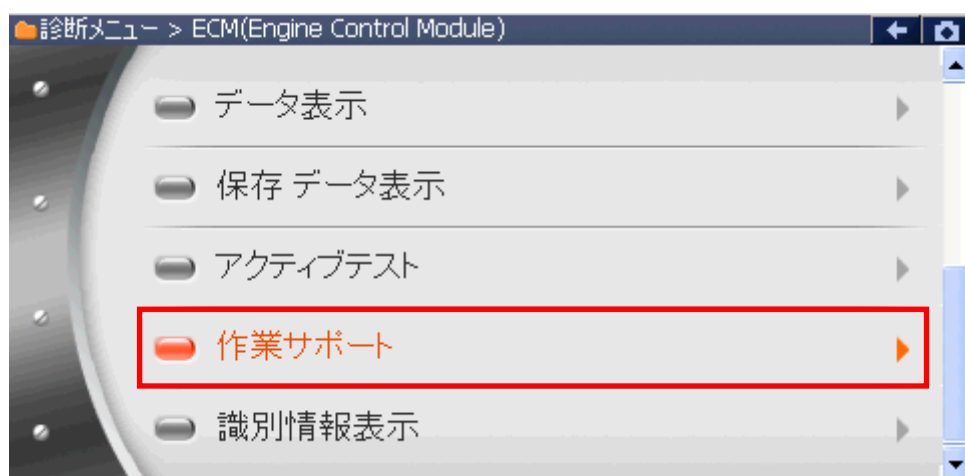 診断メニュー > ECM(Engine Control Module)
データ表示
保存 データ表示
アクティブテスト
作業サポート
識別情報表示